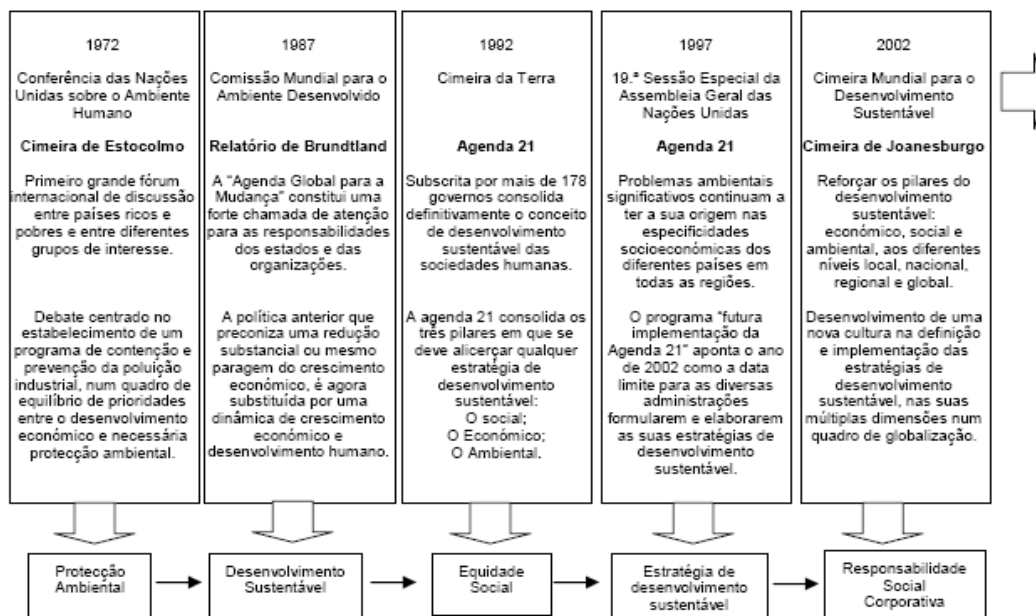 1972
Conferência das Nações
Unidas sobre o Ambiente
Humano
Cimeira de Estocolmo
Primeiro grande fórum
internacional de discussão
entre países ricos e
pobres e entre diferentes
grupos de interesse.
Debate centrado no
estabelecimento de um
programa de contenção e
prevenção da poluição
industrial, num quadro de
equilíbrio de prioridades
entre o desenvolvimento
económico e necessária
protecção ambiental.
1987
Comissão Mundial para o
Ambiente Desenvolvido
Relatório de Brundtland
A "Agenda Global para a
Mudança" constitui uma
forte chamada de atenção
para as responsabilidades
dos estados e das
organizações.
A política anterior que
preconiza uma redução
substancial ou mesmo
paragem do crescimento
económico, é agora
substituída por uma
dinâmica de crescimento
económico e
desenvolvimento humano.
1992
Cimeira da Terra
Agenda 21
Subscrita por mais de 178
governos consolida
definitivamente o conceito
de desenvolvimento
sustentável das
sociedades humanas.
A agenda 21 consolida os
três pilares em que se
deve alicerçar qualquer
estratégia de
desenvolvimento
sustentável:
O social;
O Económico;
O Ambiental.
1997
19.ª Sessão Especial da
Assembleia Geral das
Nações Unidas
Agenda 21
Problemas ambientais
significativos continuam a
ter a sua origem nas
especificidades
socioeconómicas dos
diferentes países em
todas as regiões.
O programa "futura
implementação da
Agenda 21" aponta o ano
de 2002 como a data
limite para as diversas
administrações
formularem e elaborarem
as suas estratégias de
desenvolvimento
sustentável.
2002
Cimeira Mundial para o
Desenvolvimento
Sustentável
Cimeira de Joanesburgo
Reforçar os pilares do
desenvolvimento
sustentável:
económico, social e
ambiental, aos diferentes
níveis local, nacional,
regional e global.
Desenvolvimento de uma
nova cultura na definição
e implementação das
estratégias de
desenvolvimento
sustentável, nas suas
múltiplas dimensões num
quadro de globalização.
Protecção
Ambiental
Desenvolvimento
Sustentável
Equidade
Social
Estratégia de
desenvolvimento
sustentável
Responsabilidade
Social
Corporativa